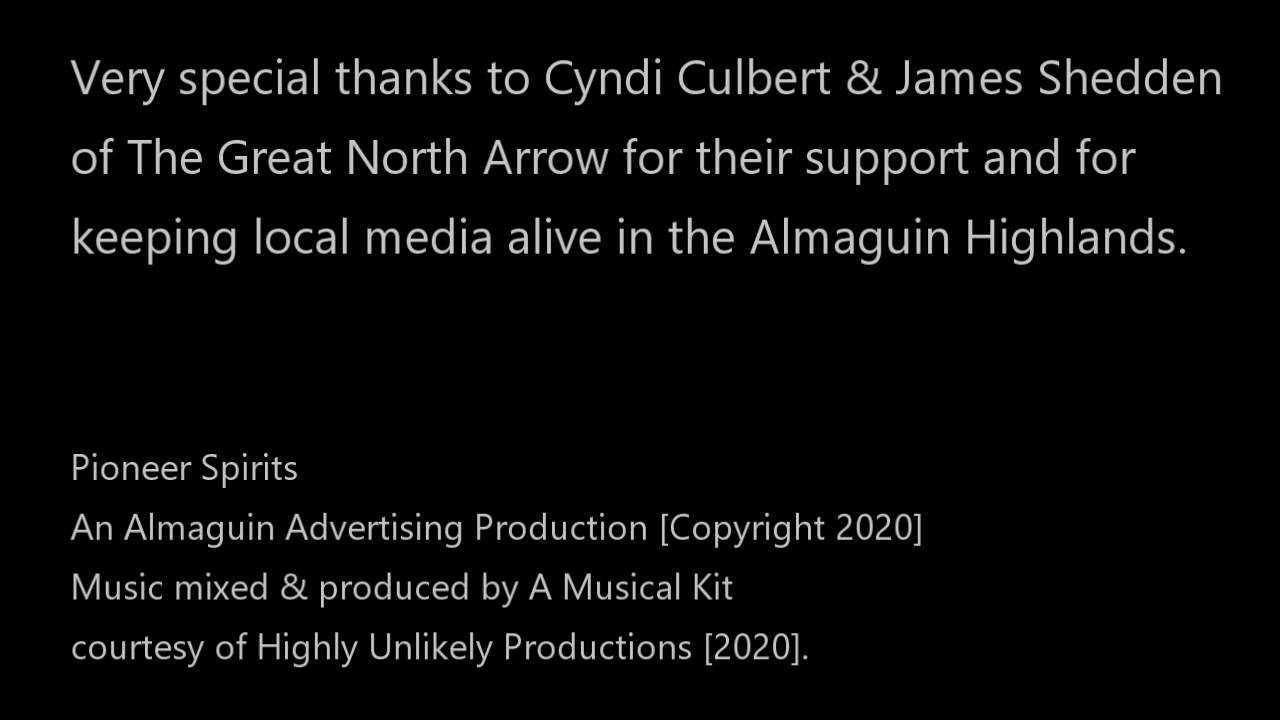 Very special thanks to Cyndi Culbert & James Shedden
of The Great North Arrow for their support and for
keeping local media alive in the Almaguin Highlands.
Pioneer Spirits
An Almaguin Advertising Production [Copyright 2020]
Music mixed & produced by A Musical Kit
courtesy of Highly Unlikely Productions [2020].